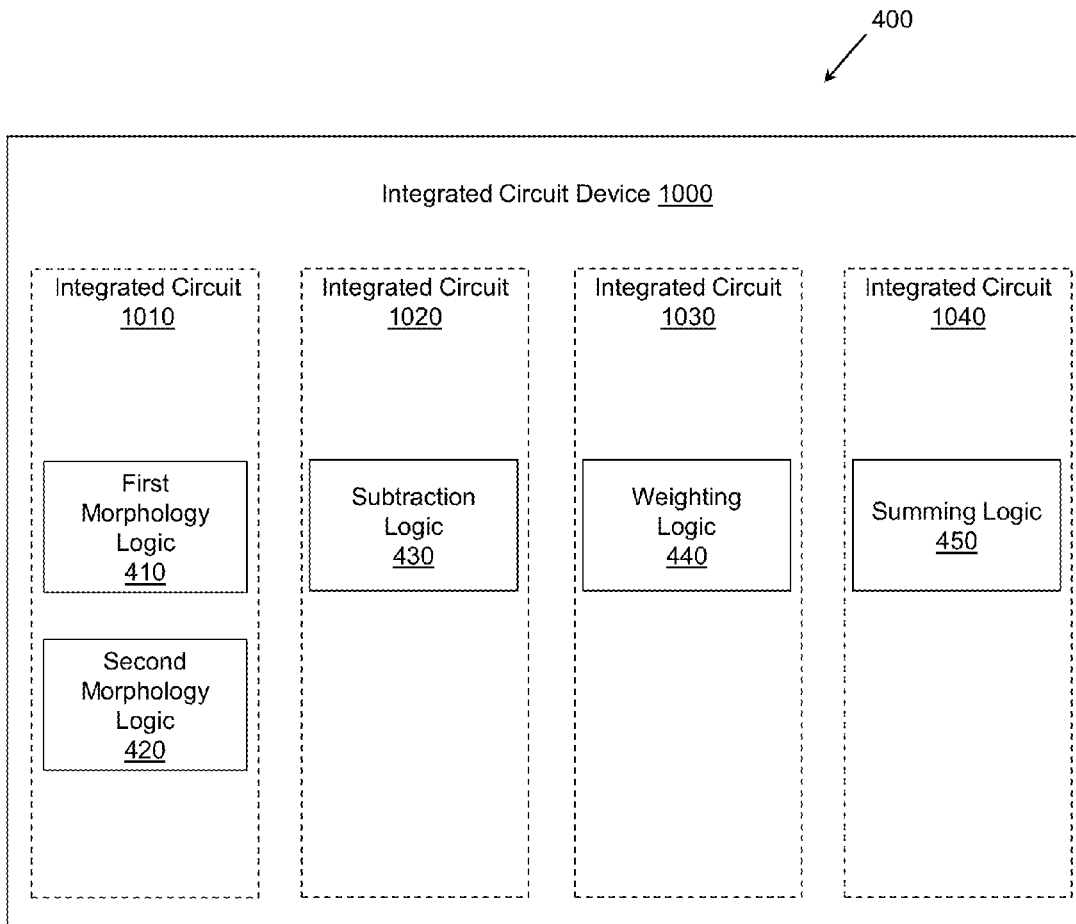 400
Integrated Circuit Device 1000
Integrated Circuit
1010
Integrated Circuit
1020
Integrated Circuit
1030
Integrated Circuit
1040
First
Morphology
Logic
410
Subtraction
Logic
430
Weighting
Logic
440
Summing Logic
450
Second
Morphology
Logic
420